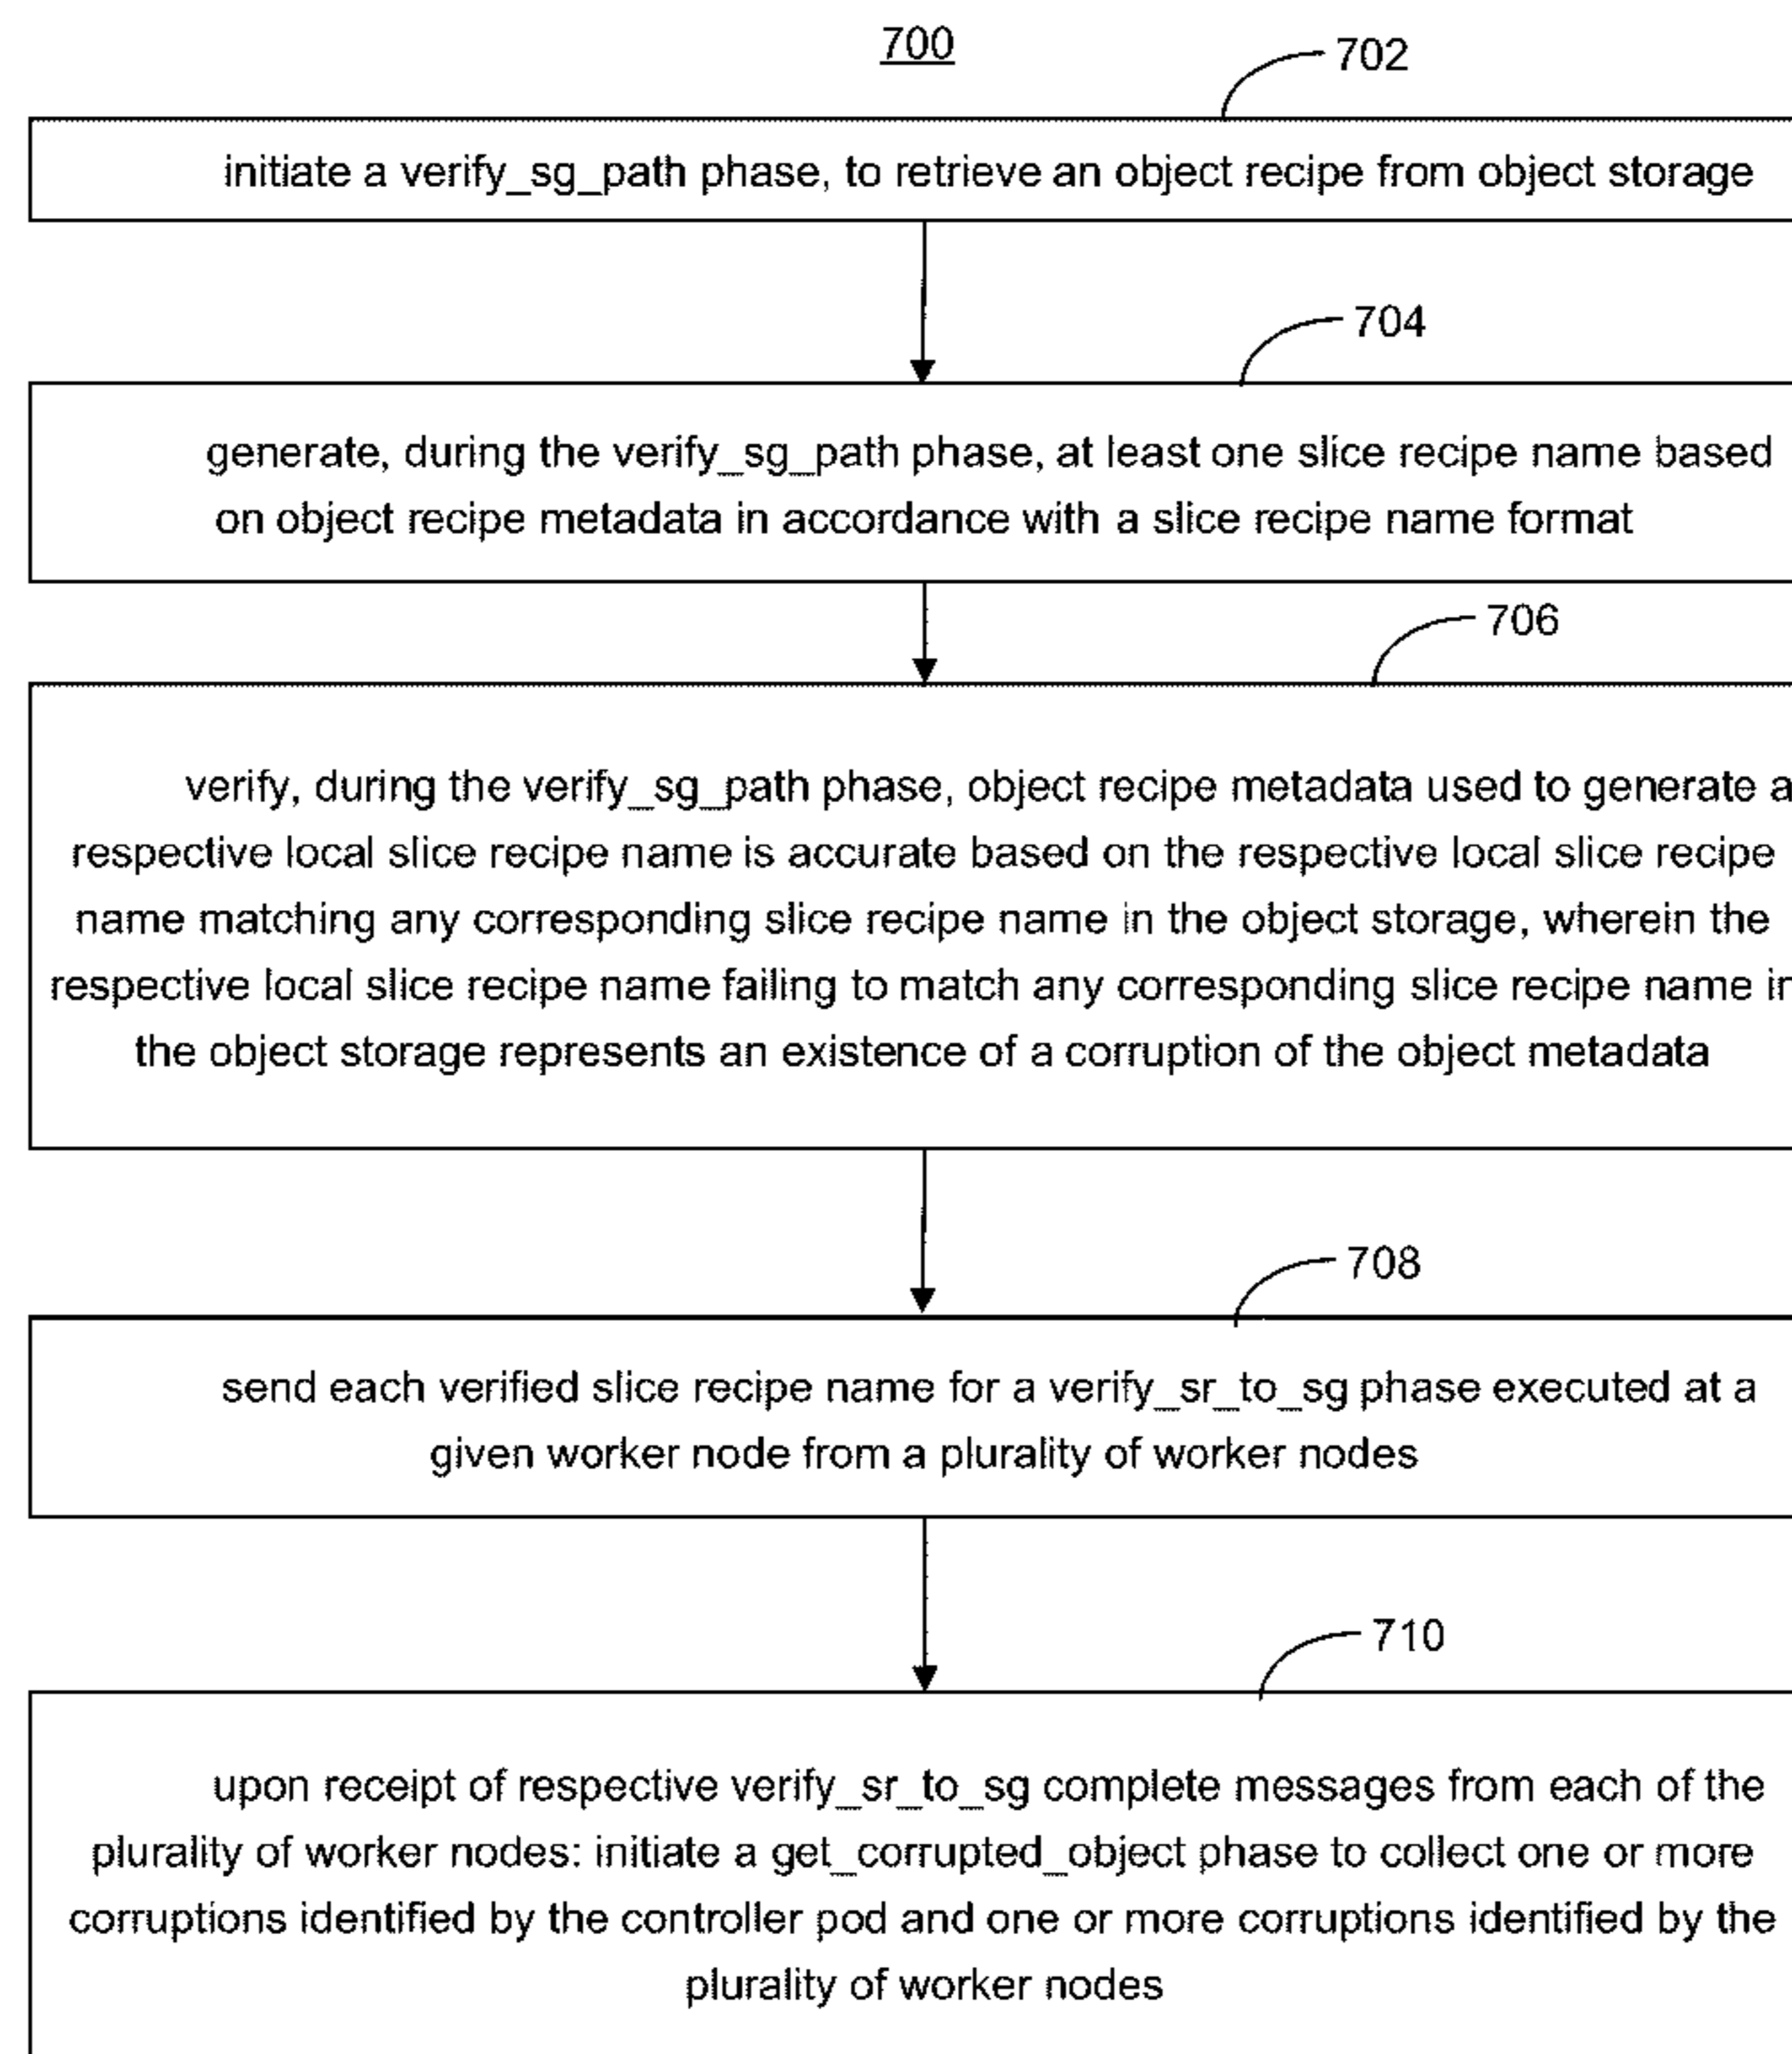 700
702
initiate a verify_sg_path phase, to retrieve an object recipe from object storage
704
generate, during the verify_sg_path phase, at least one slice recipe name based
on object recipe metadata in accordance with a slice recipe name format
706
verify, during the verify_sg_path phase, object recipe metadata used to generate a
respective local slice recipe name is accurate based on the respective local slice recipe
name matching any corresponding slice recipe name in the object storage, wherein the
respective local slice recipe name failing to match any corresponding slice recipe name in
the object storage represents an existence of a corruption of the object metadata
708
send each verified slice recipe name for a verify_sr_to_sg phase executed at a
given worker node from a plurality of worker nodes
710
upon receipt of respective verify_sr_to_sg complete messages from each of the
plurality of worker nodes: initiate a get_corrupted_object phase to collect one or more
corruptions identified by the controller pod and one or more corruptions identified by the
plurality of worker nodes